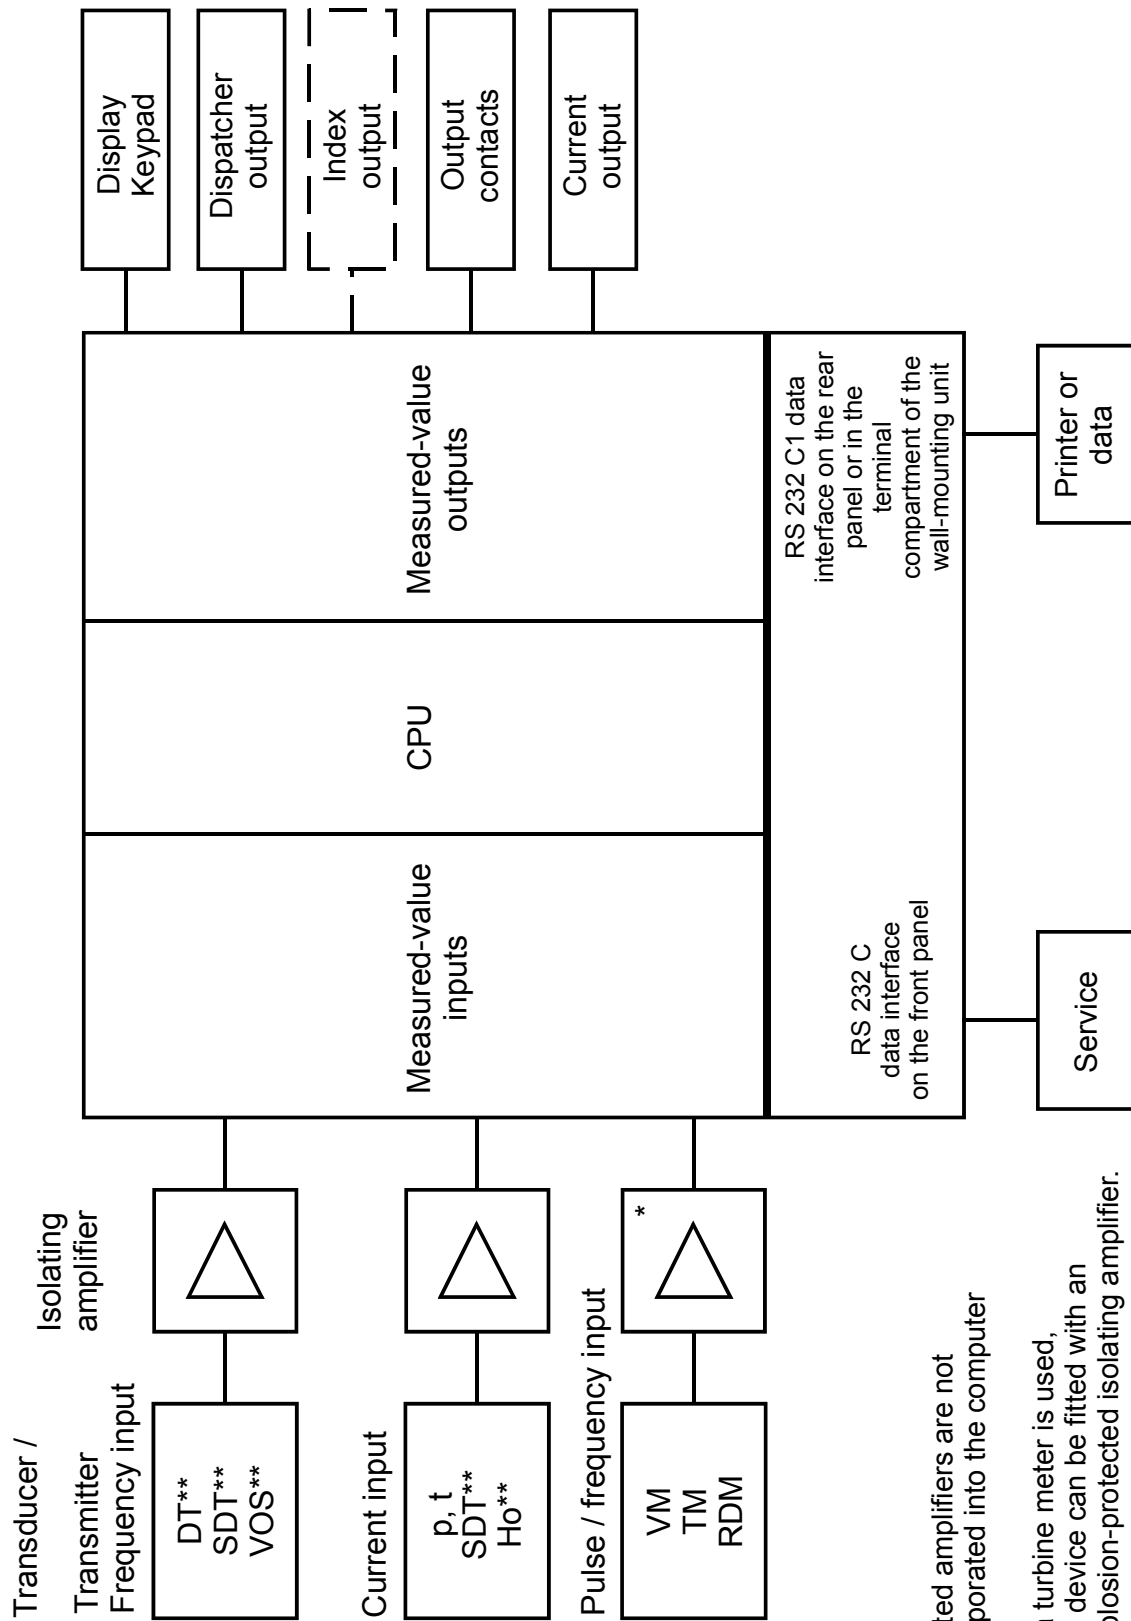 Transducer /
Transmitter
Frequency input
Isolating
amplifier
DT**
SDT**
VOS**
Current input
p, t
SDT**
Ho**
Pulse / frequency input
VM
TM
RDM
*
Measured-value
inputs
CPU
Measured-value
outputs
Display
Keypad
Dispatcher
output
Index
output
Output
contacts
Current
output
RS 232 C
data interface
on the front panel
RS 232 C1 data
interface on the rear
panel or in the
terminal
compartment of the
wall-mounting unit
Service
Printer or
data
amplifiers are not
into the computer
turbine meter is used,
device can be fitted with an
isolating amplifier.